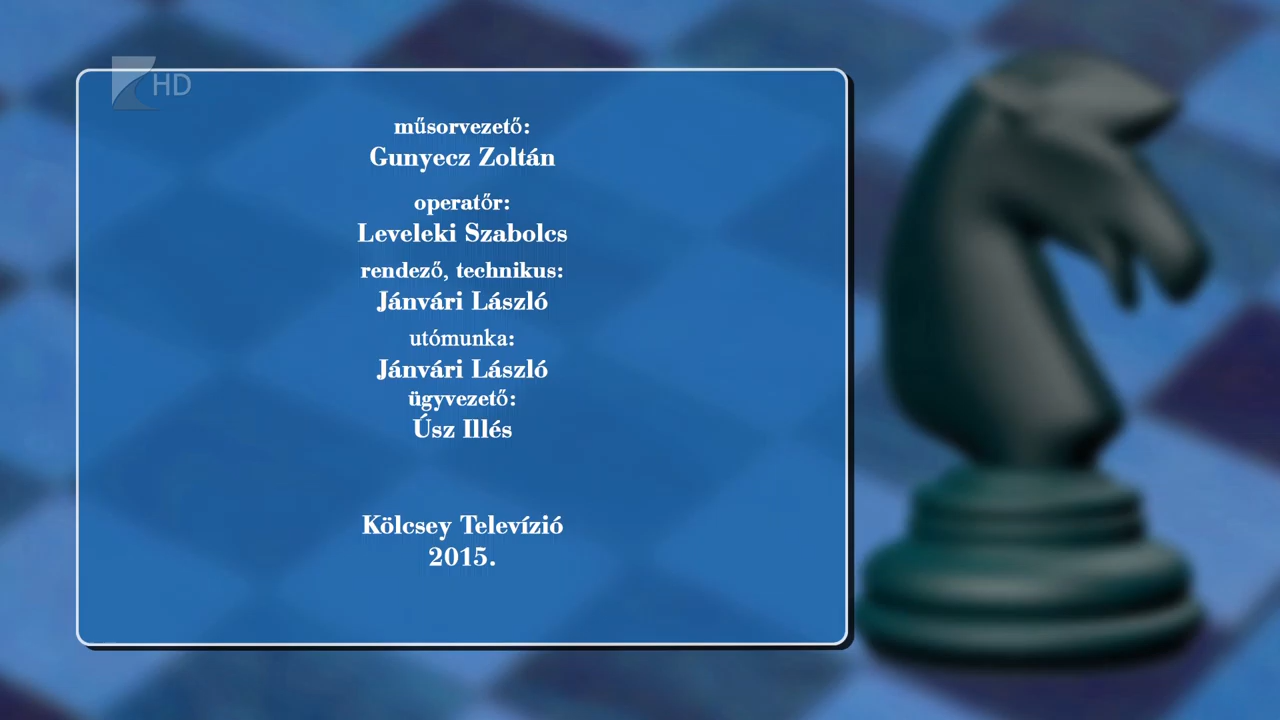 HD
műsorvezető:
Gunyecz Zoltán
operatőr:
Leveleki Szabolcs
rendező, technikus:
Jánvári László
utómunka:
Jánvári László
ügyvezető:
Úsz Illés
Kölcsey Televízió
2015.